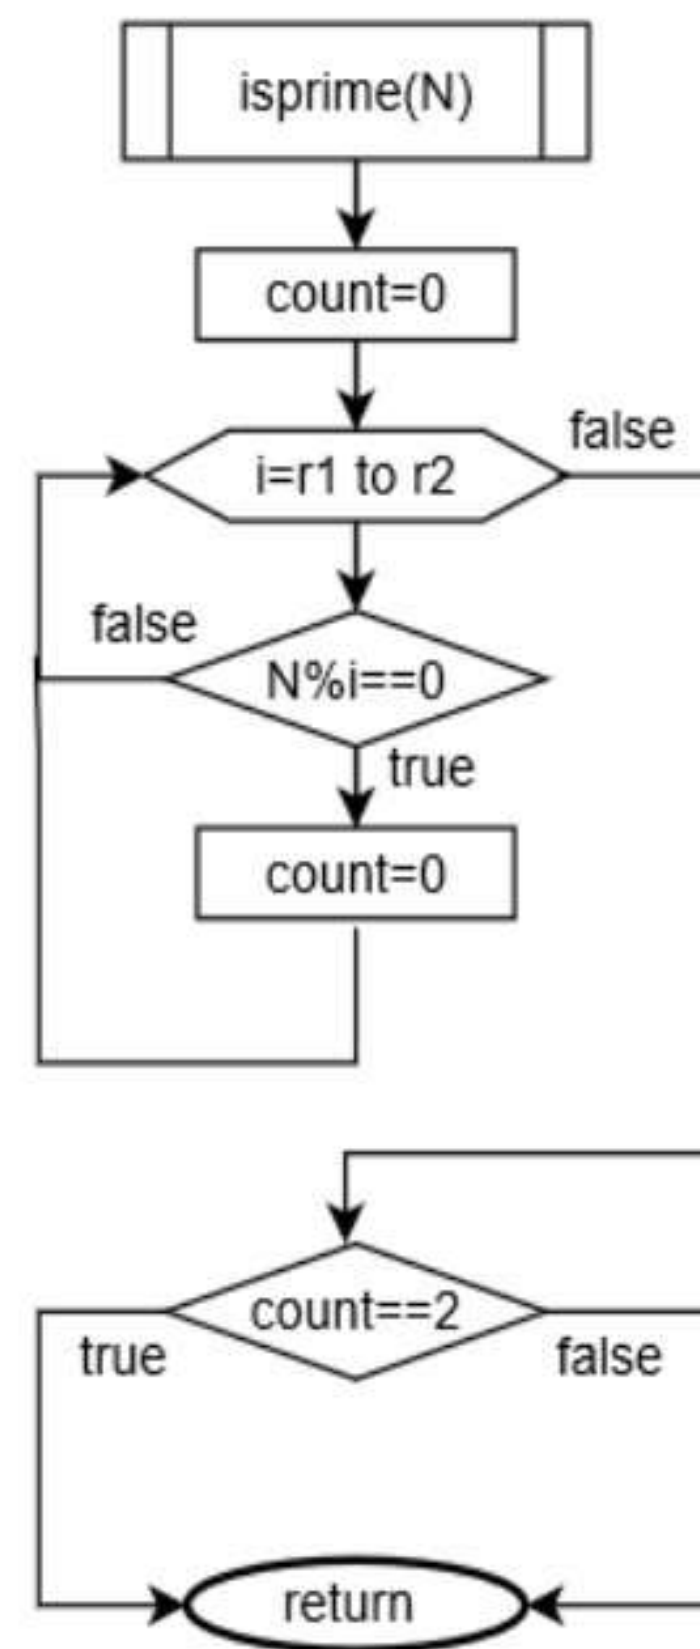 isprime(N)
count=0
false
i=r1 to r2
false
N%i==0
true
count=0
count==2
true
false
return